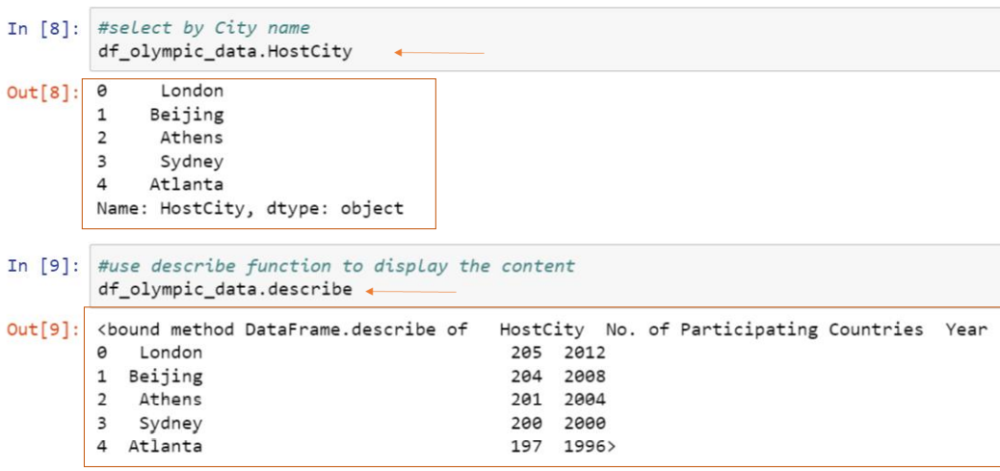 In [8]: #select by City name
df_olympic_data.HostCity
Out[8]: 0 London
1 Beijing
2 Athens
3 Sydney
4 Atlanta
Name: HostCity, dtype: object
In [9]: #use describe function to display the content
df_olympic_data.describe
Out[9]: <bound method DataFrame.describe of HostCity No. of Participating Countries Year
0 London 205 2012
1 Beijing 204 2008
2 Athens 201 2004
3 Sydney 200 2000
4 Atlanta 197 1996>